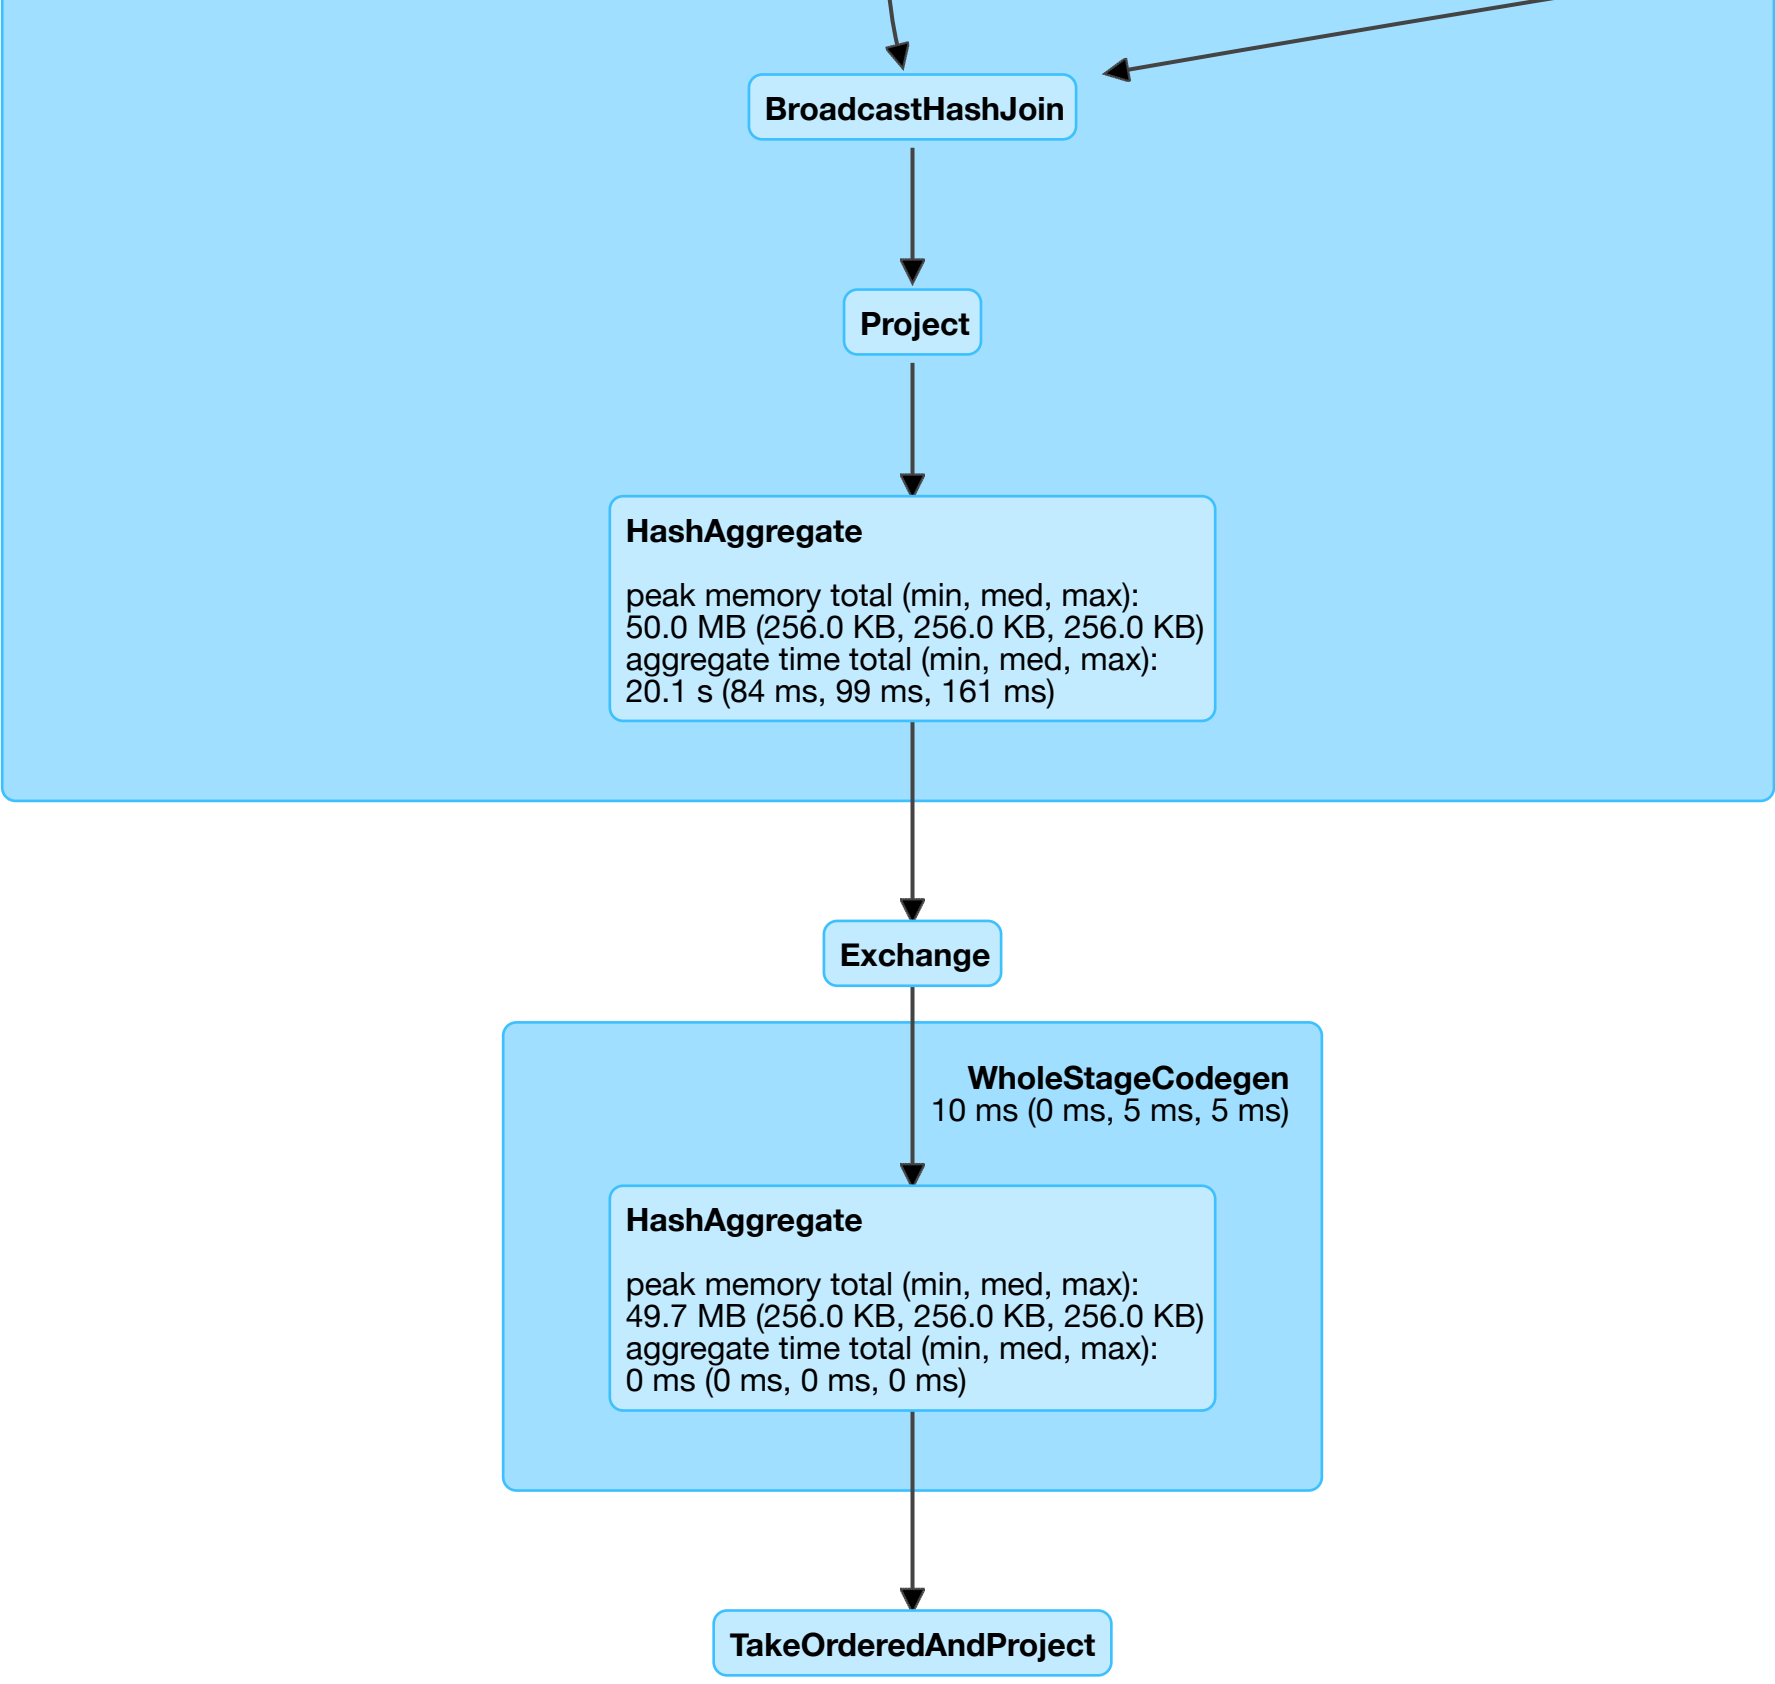 BroadcastHashJoin
Project
HashAggregate
peak memory total (min, med, max):
50.0 MB (256.0 KB, 256.0 KB, 256.0 KB)
aggregate time total (min, med, max):
20.1 s (84 ms, 99 ms, 161 ms)
Exchange
WholeStageCodegen
10 ms (0 ms, 5 ms, 5 ms)
HashAggregate
peak memory total (min, med, max):
49.7 MB (256.0 KB, 256.0 KB, 256.0 KB)
aggregate time total (min, med, max):
0 ms (0 ms, 0 ms, 0 ms)
TakeOrderedAndProject